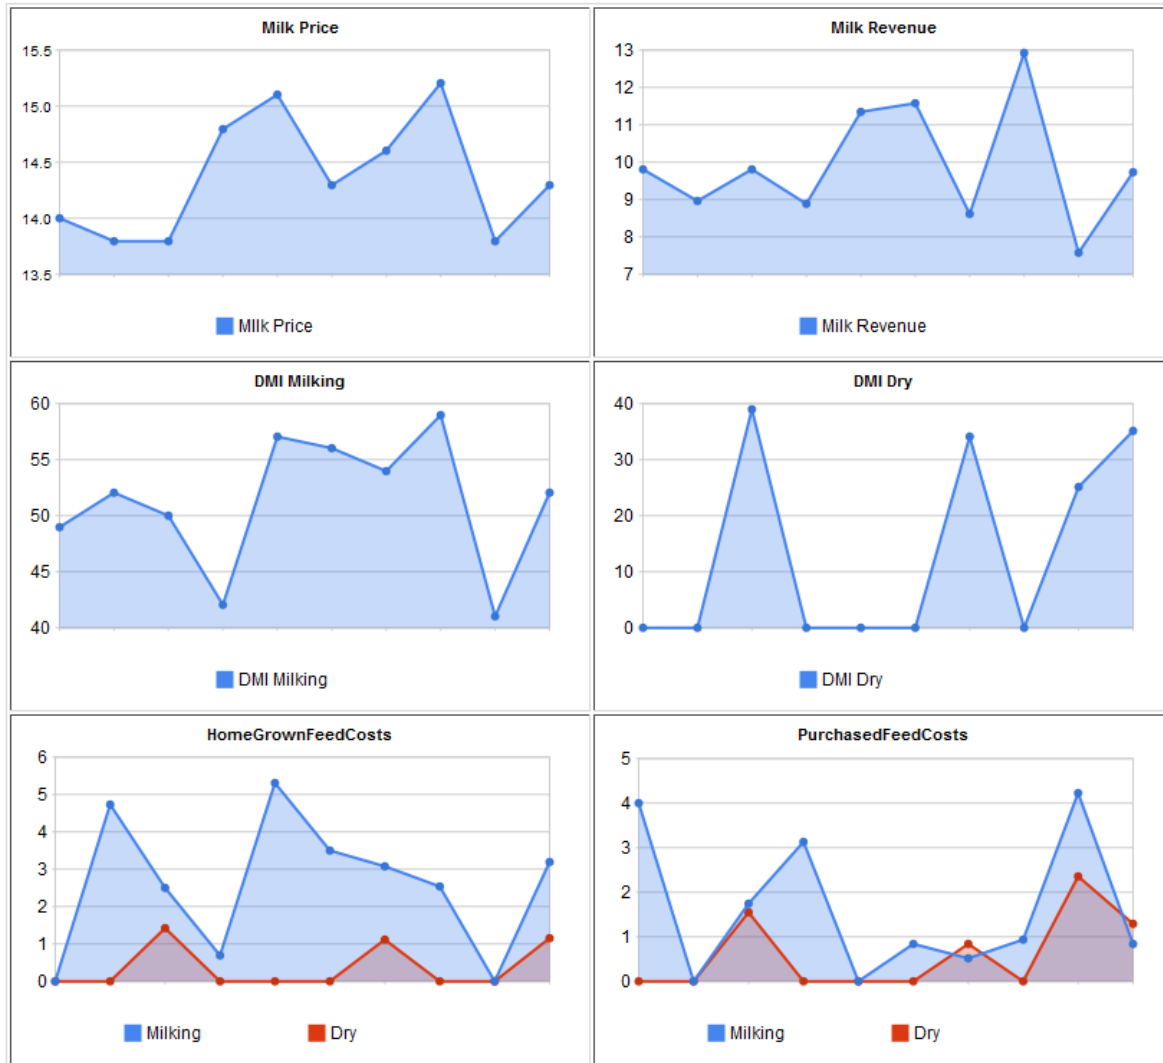 Milk Price
15.5
15.0
14.5
14.0
13.5
MIlk Price
Milk Revenue
13
12
11
10
9
8
7
Milk Revenue
DMI Milking
60
55
50
45
40
DMI Milking
DMI Dry
40
30
20
10
0
DMI Dry
HomeGrownFeedCosts
6
5
4
3
2
1
0
Milking Dry
PurchasedFeedCosts
5
4
3
2
1
0
Milking Dry